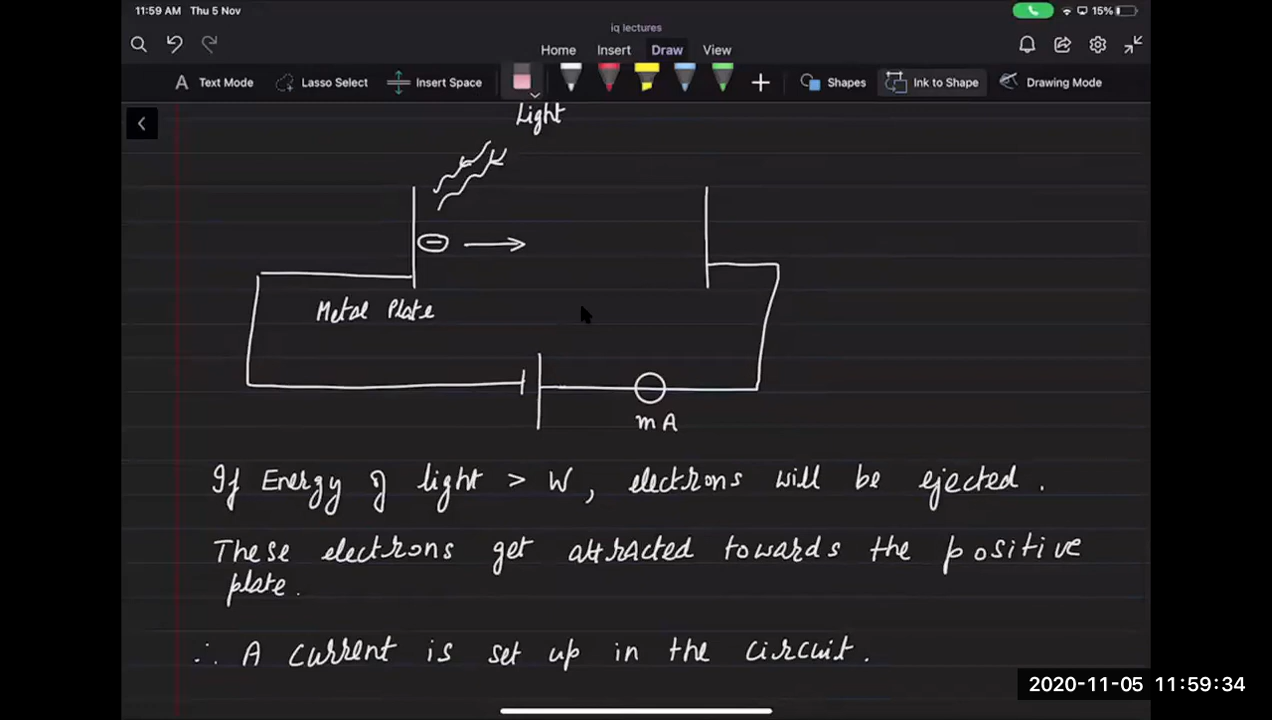 11:59 AM Thu 5 Nov
15%
iq lectures
Home Insert Draw View
Text Mode Lasso Select Insert Space Shapes Ink to Shape Drawing Mode
Light
Metal Plate
mA
If Energy of light > W, electrons will be ejected.
These electrons get attracted towards the positive
plate.
∴ A current is set up in the circuit.
2020-11-05 11:59:34